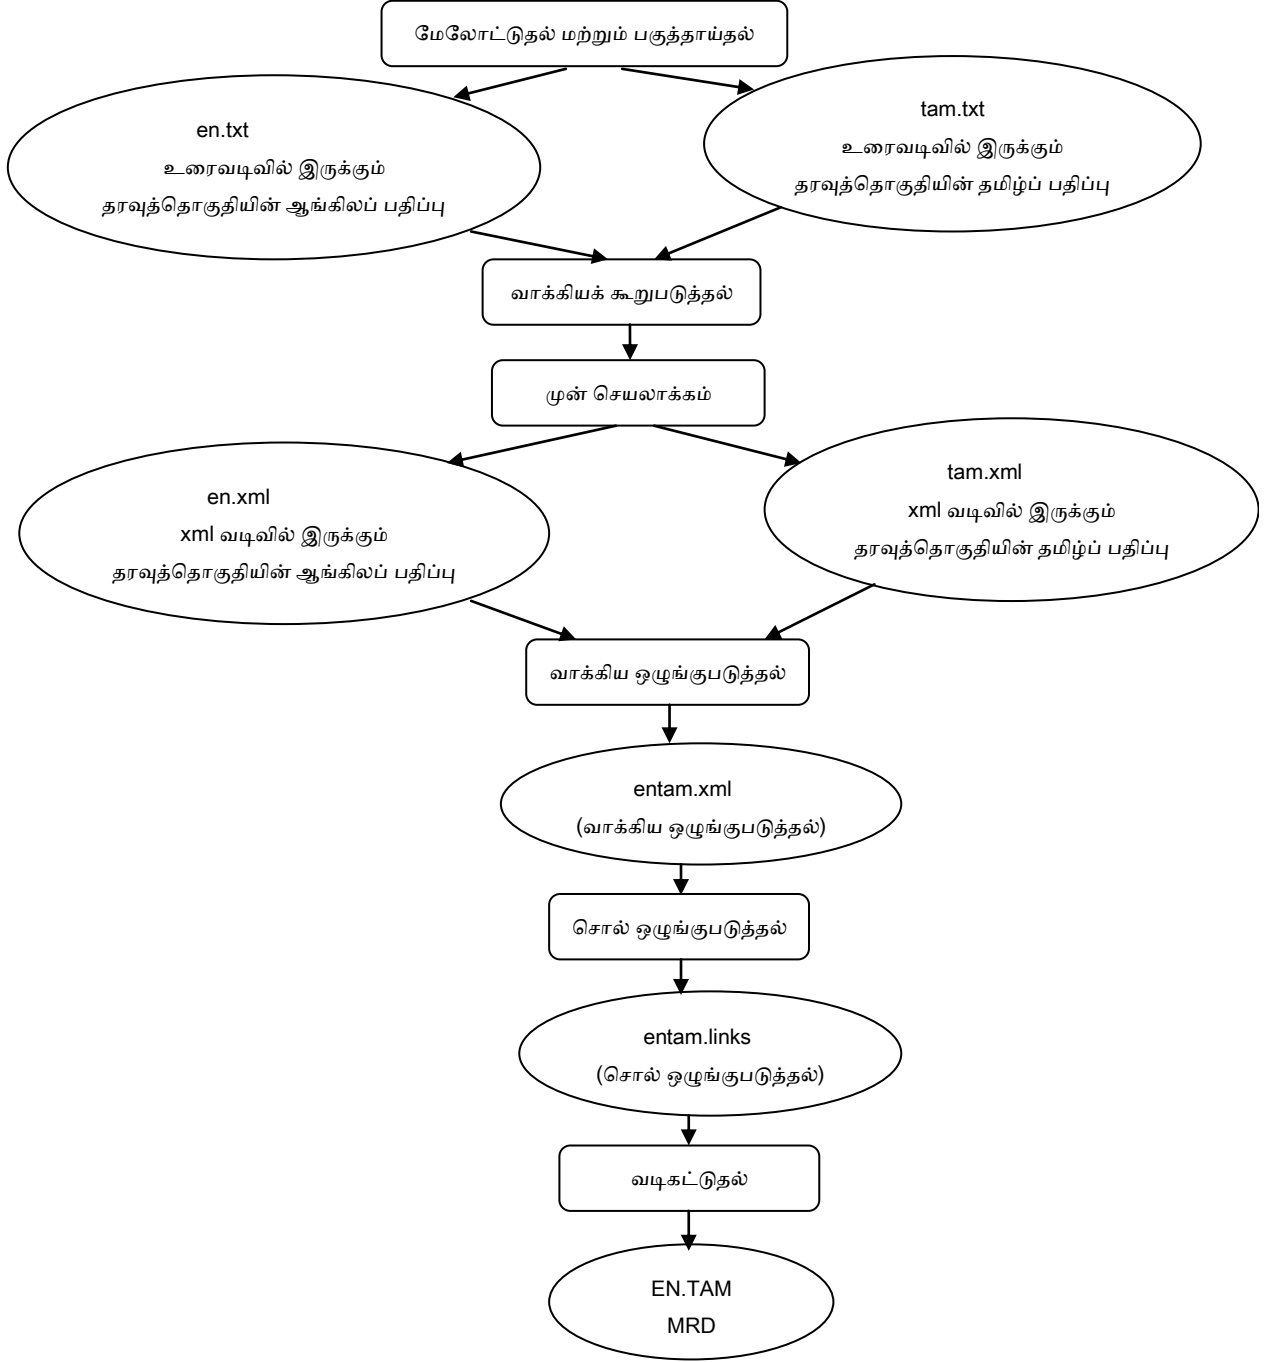 மேலோட்டுதல் மற்றும் பகுத்தாய்தல்
en.txt
உரைவடிவில் இருக்கும்
தரவுத்தொகுதியின் ஆங்கிலப் பதிப்பு
tam.txt
உரைவடிவில் இருக்கும்
தரவுத்தொகுதியின் தமிழ்ப் பதிப்பு
வாக்கியக் கூறுபடுத்தல்
முன் செயலாக்கம்
en.xml
xml வடிவில் இருக்கும்
தரவுத்தொகுதியின் ஆங்கிலப் பதிப்பு
tam.xml
xml வடிவில் இருக்கும்
தரவுத்தொகுதியின் தமிழ்ப் பதிப்பு
வாக்கிய ஒழுங்குபடுத்தல்
entam.xml
(வாக்கிய ஒழுங்குபடுத்தல்)
சொல் ஒழுங்குபடுத்தல்
entam.links
(சொல் ஒழுங்குபடுத்தல்)
வடிகட்டுதல்
EN.TAM
MRD